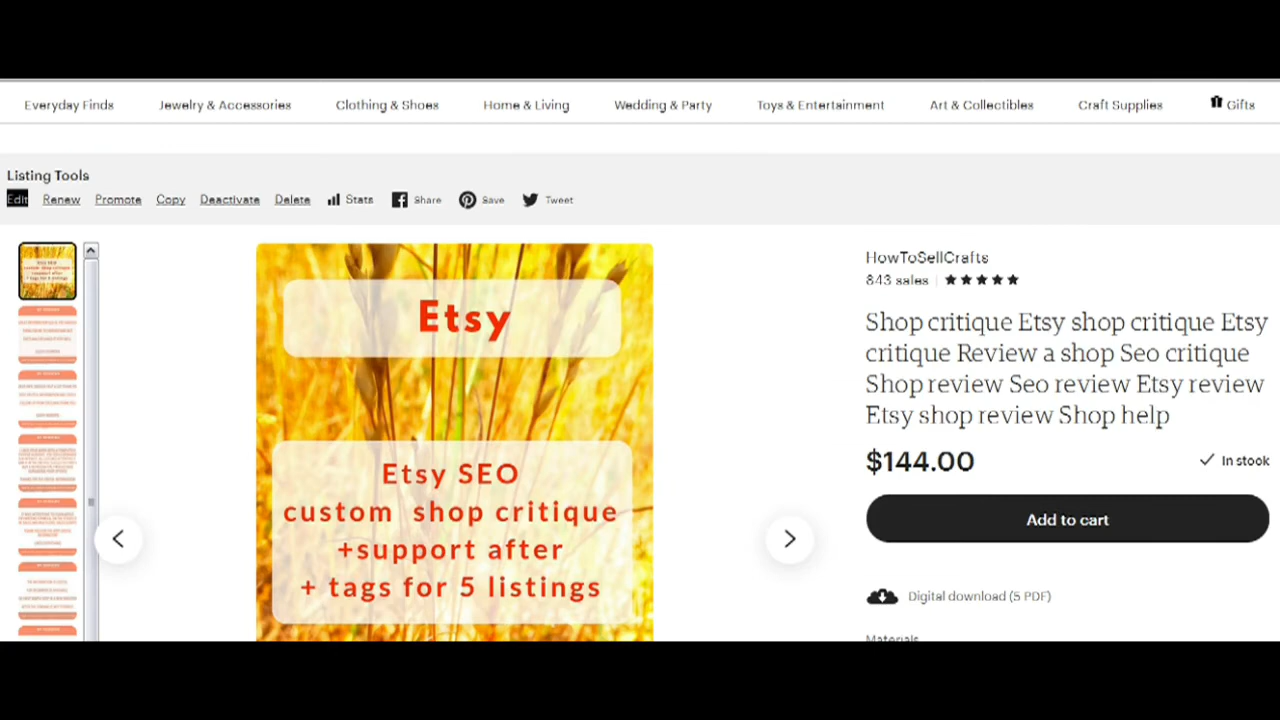 Everyday Finds Jewelry & Accessories Clothing & Shoes Home & Living Wedding & Party Toys & Entertainment Art & Collectibles Craft Supplies Gifts
Listing Tools
Edit Renew Promote Copy Deactivate Delete Stats Share Save Tweet
Etsy
Etsy SEO
custom shop critique
+support after
+ tags for 5 listings
HowToSellCrafts
843 sales
Shop critique Etsy shop critique Etsy
critique Review a shop Seo critique
Shop review Seo review Etsy review
Etsy shop review Shop help
$144.00 In stock
Add to cart
Digital download (5 PDF)
Materials